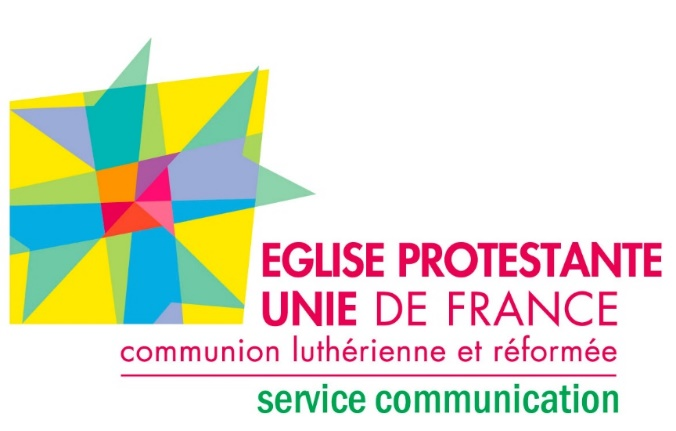 EGLISE PROTESTANTE
UNIE DE FRANCE
communion luthérienne et réformée
service communication